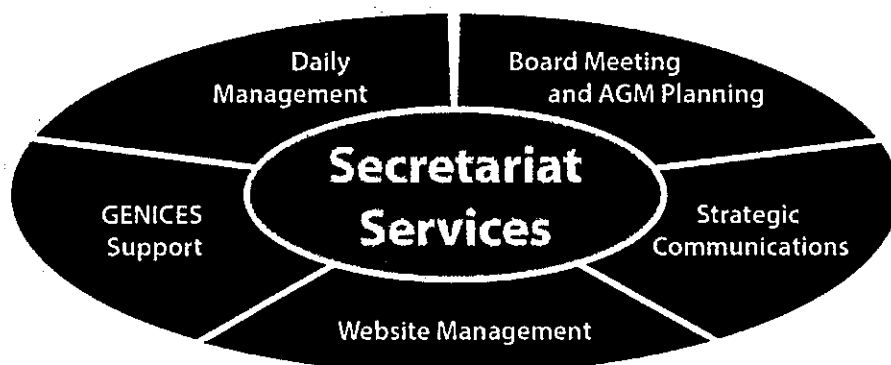 Daily
Management
Board Meeting
and AGM Planning
Secretariat
Services
GENICES
Support
Strategic
Communications
Website Management